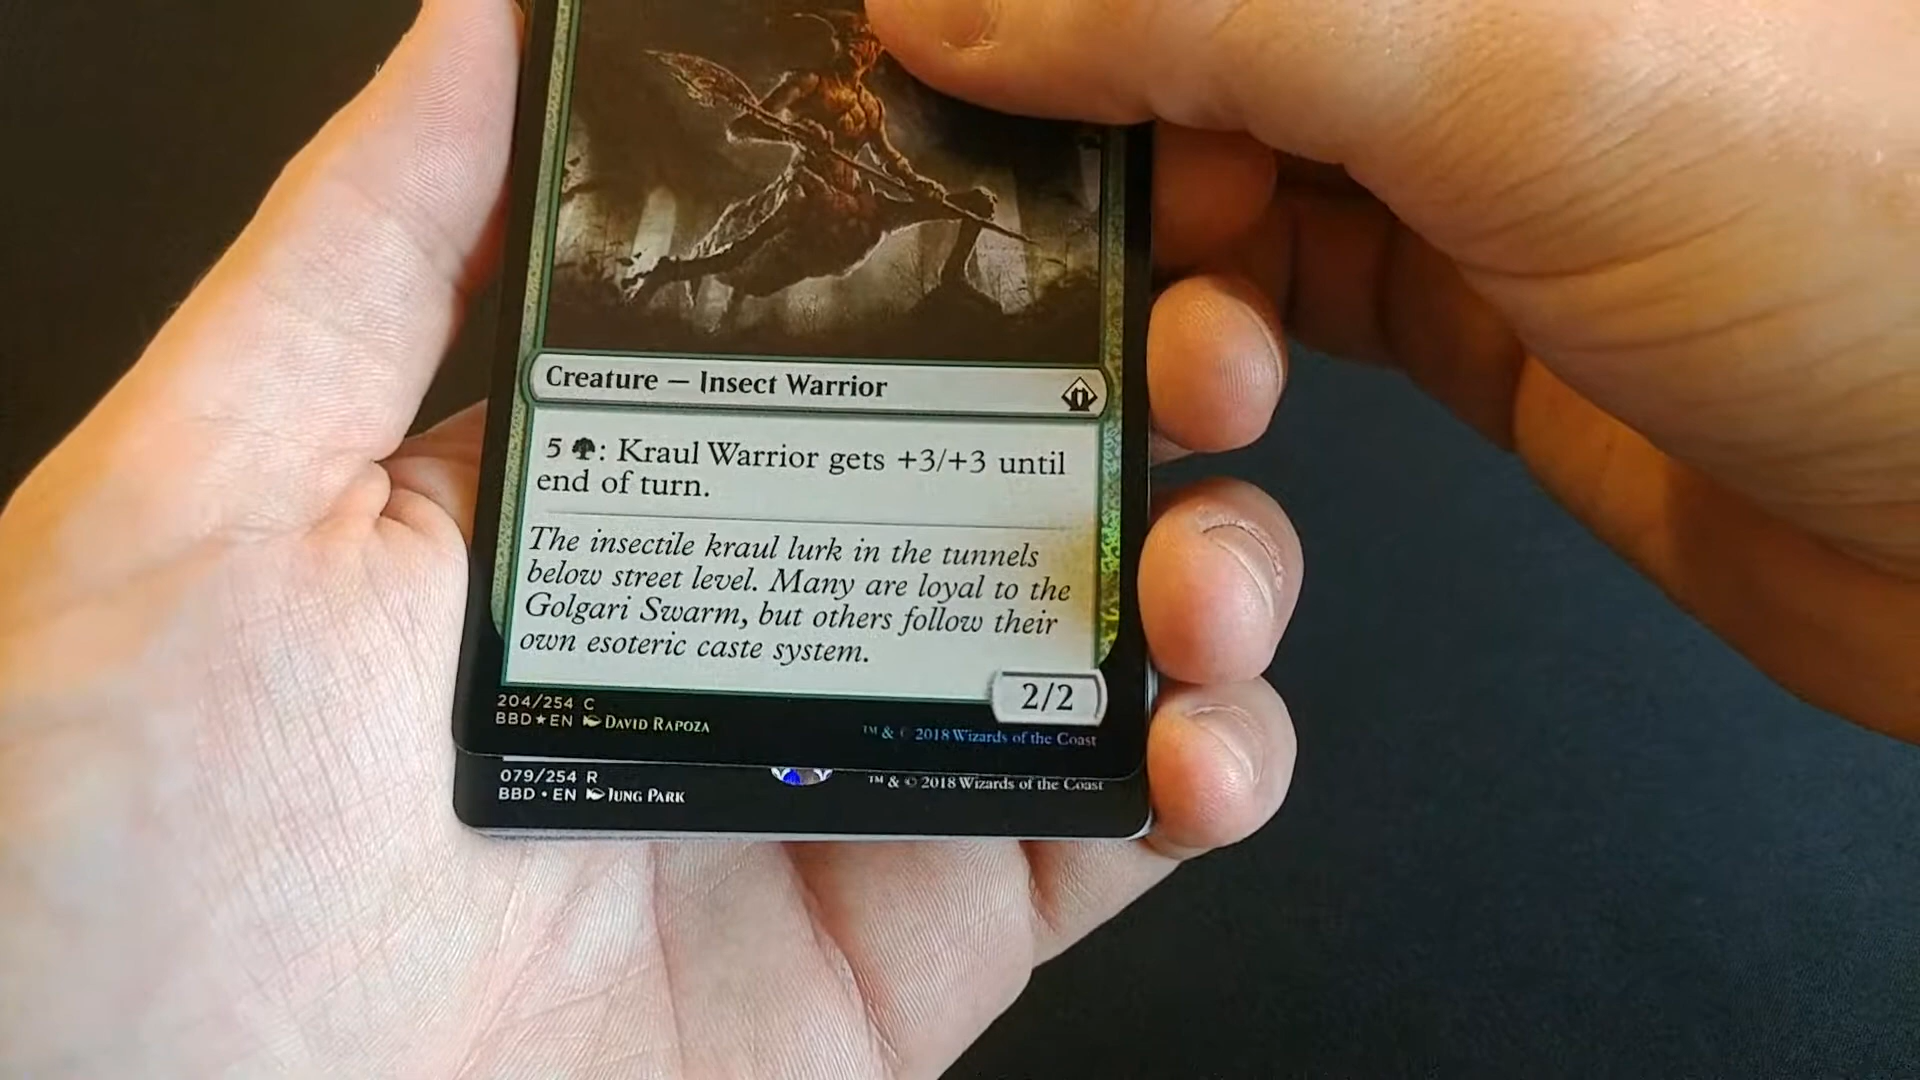 Creature — Insect Warrior
5 : Kraul Warrior gets +3/+3 until
end of turn.
The insectile kraul lurk in the tunnels
below street level. Many are loyal to the
Golgari Swarm, but others follow their
own esoteric caste system.
2/2
204/254 C
BBD★EN DAVID RAPOZA
™ & © 2018 Wizards of the Coast
079/254 R
BBD • EN JUNG PARK
™ & © 2018 Wizards of the Coast